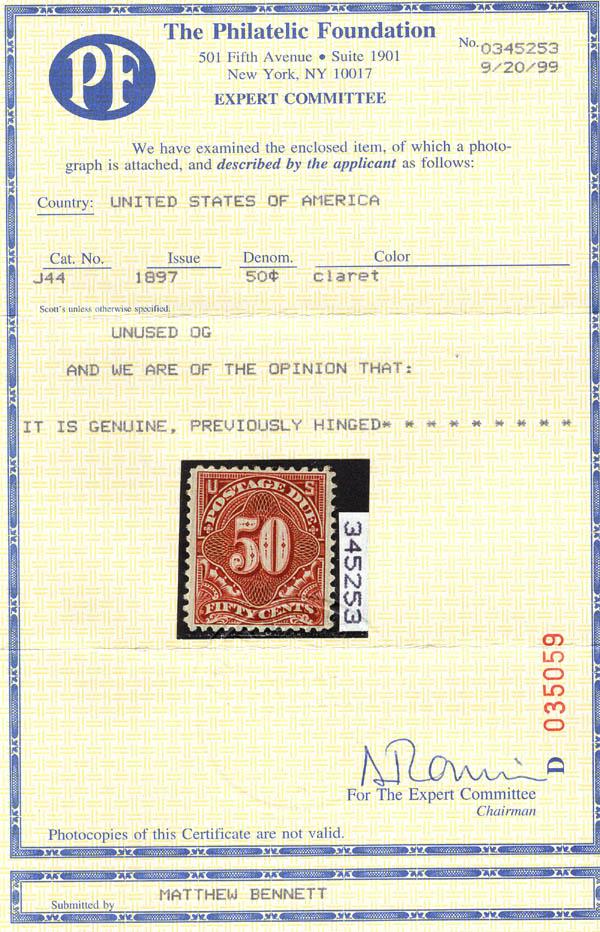 PF
The Philatelic Foundation
501 Fifth Avenue • Suite 1901
New York, NY 10017
EXPERT COMMITTEE
No. 0345253
9/20/99
We have examined the enclosed item, of which a photo-
graph is attached, and described by the applicant as follows:
Country: UNITED STATES OF AMERICA
Cat. No. Issue Denom. Color
J44 1897 50¢ claret
Scott's unless otherwise specified.
UNUSED OG
AND WE ARE OF THE OPINION THAT:
IT IS GENUINE, PREVIOUSLY HINGED* * * * * * * * *
U S
POSTAGE DUE
50
FIFTY CENTS
345253
D 035059
For The Expert Committee
Chairman
Photocopies of this Certificate are not valid.
Submitted by MATTHEW BENNETT